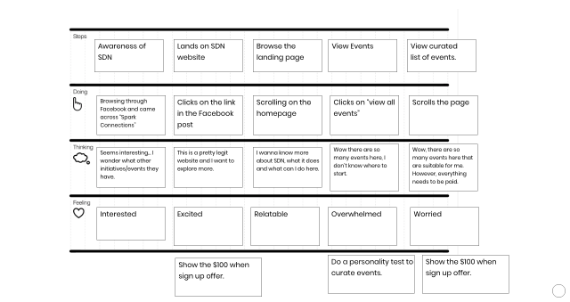 Steps
Awareness of
SDN
Lands on SDN
website
Browse the
landing page
View Events
View curated
list of events.
Doing
Browsing through
Facebook and came
across "Spark
Connections"
Clicks on the link
in the Facebook
post
Scrolling on the
homepage
Clicks on "view all
events"
Scrolls the page
Thinking
Seems interesting...I
wonder what other
initiatives/events they
have.
This is a pretty legit
website and I want to
explore more.
I wanna know more
about SDN, what it does
and what can I do here.
Wow there are so
many events here, I
don't know where to
start.
Wow, there are so
many events here that
are suitable for me.
However, everything
needs to be paid.
Feeling
Interested
Excited
Relatable
Overwhelmed
Worried
Show the $100 when
sign up offer.
Do a personality test to
curate events.
Show the $100 when
sign up offer.